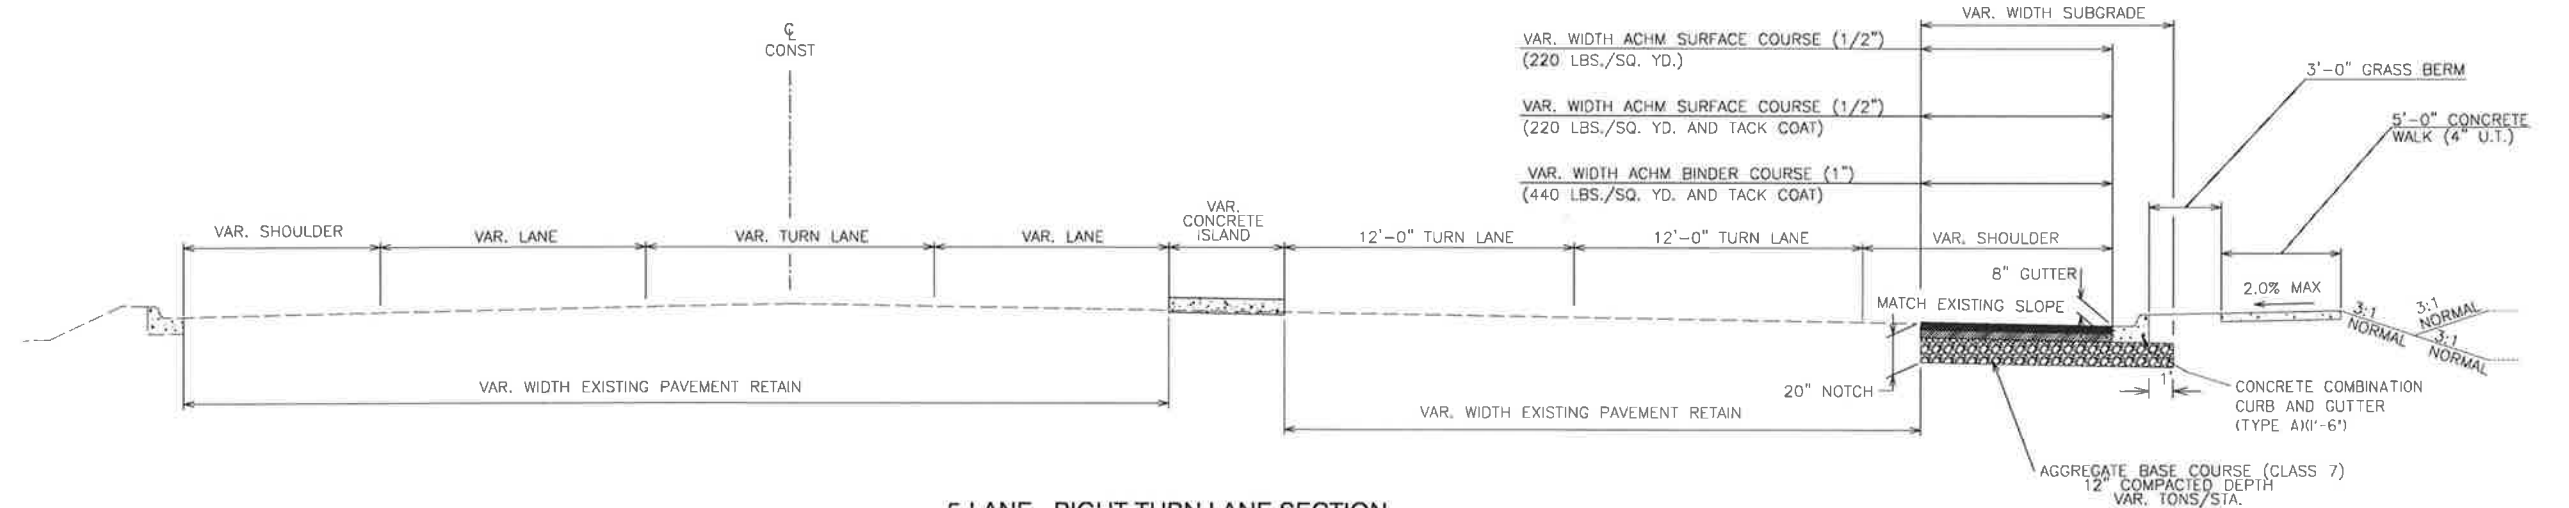 VAR. WIDTH SUBGRADE
℄
CONST
VAR. WIDTH ACHM SURFACE COURSE (1/2")
(220 LBS./SQ. YD.)
3'-0" GRASS BERM
VAR. WIDTH ACHM SURFACE COURSE (1/2")
(220 LBS./SQ. YD. AND TACK COAT)
5'-0" CONCRETE
WALK (4" U.T.)
VAR. WIDTH ACHM BINDER COURSE (1")
(440 LBS./SQ. YD. AND TACK COAT)
VAR. SHOULDER
VAR. LANE
VAR. TURN LANE
VAR. LANE
VAR.
CONCRETE
ISLAND
12'-0" TURN LANE
12'-0" TURN LANE
VAR. SHOULDER
8" GUTTER
MATCH EXISTING SLOPE
2.0% MAX
3:1
NORMAL
3:1
NORMAL
3:1
NORMAL
VAR. WIDTH EXISTING PAVEMENT RETAIN
20" NOTCH
1'
VAR. WIDTH EXISTING PAVEMENT RETAIN
CONCRETE COMBINATION
CURB AND GUTTER
(TYPE A)(1'-6")
AGGREGATE BASE COURSE (CLASS 7)
12" COMPACTED DEPTH
VAR. TONS/STA.
5 LANE - RIGHT TURN LANE SECTION